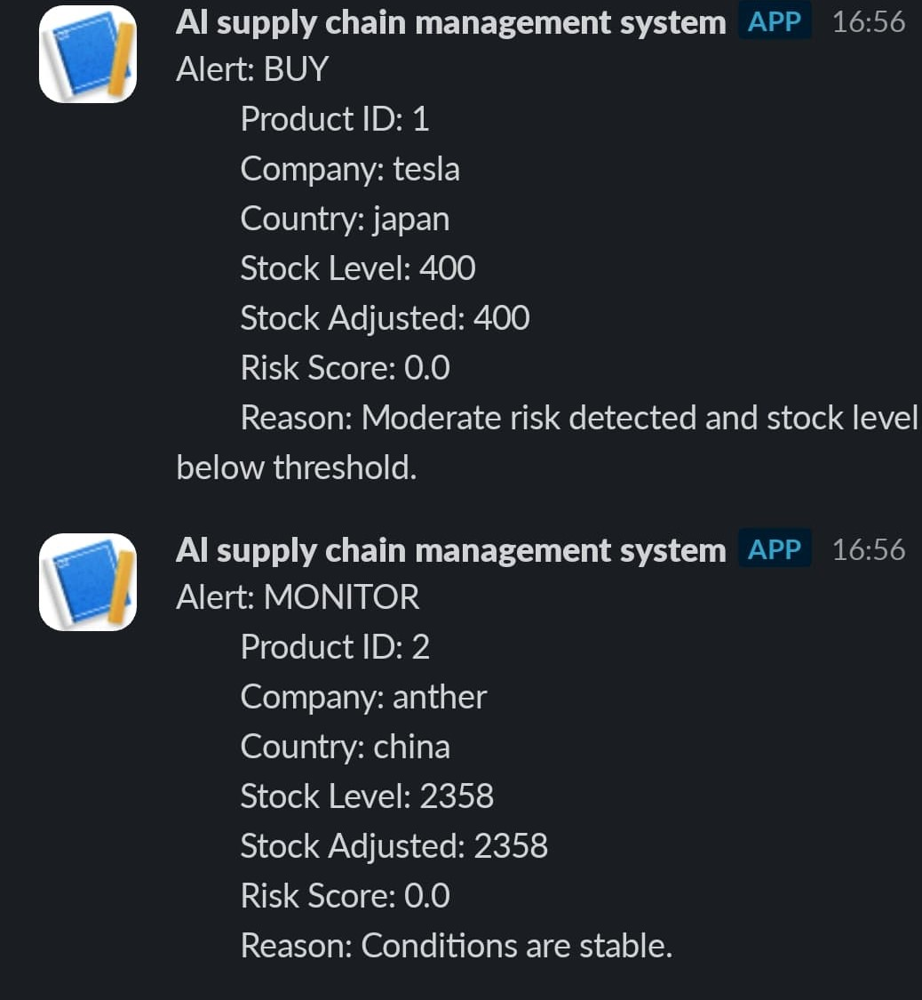 AI supply chain management system APP 16:56
Alert: BUY
Product ID: 1
Company: tesla
Country: japan
Stock Level: 400
Stock Adjusted: 400
Risk Score: 0.0
Reason: Moderate risk detected and stock level
below threshold.
AI supply chain management system APP 16:56
Alert: MONITOR
Product ID: 2
Company: anther
Country: china
Stock Level: 2358
Stock Adjusted: 2358
Risk Score: 0.0
Reason: Conditions are stable.